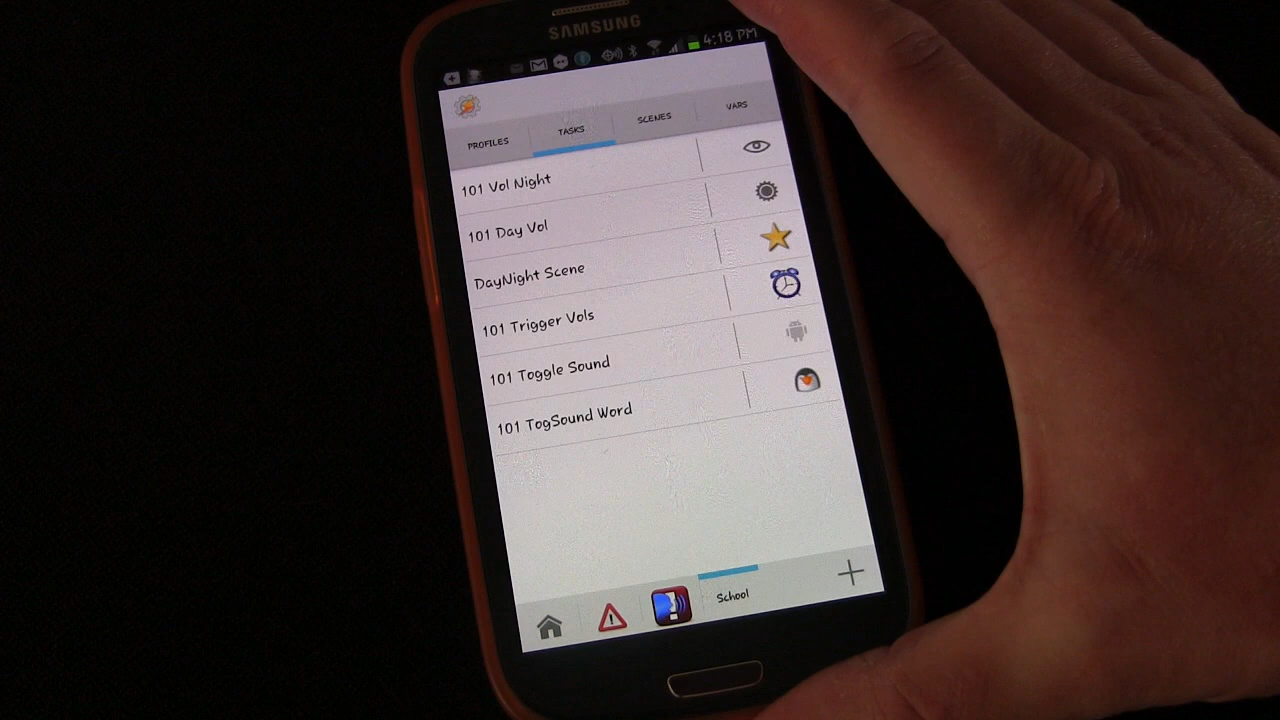 SAMSUNG
4:18 PM
PROFILES
TASKS
SCENES
VARS
101 Vol Night
101 Day Vol
DayNight Scene
101 Trigger Vols
101 Toggle Sound
101 TogSound Word
School